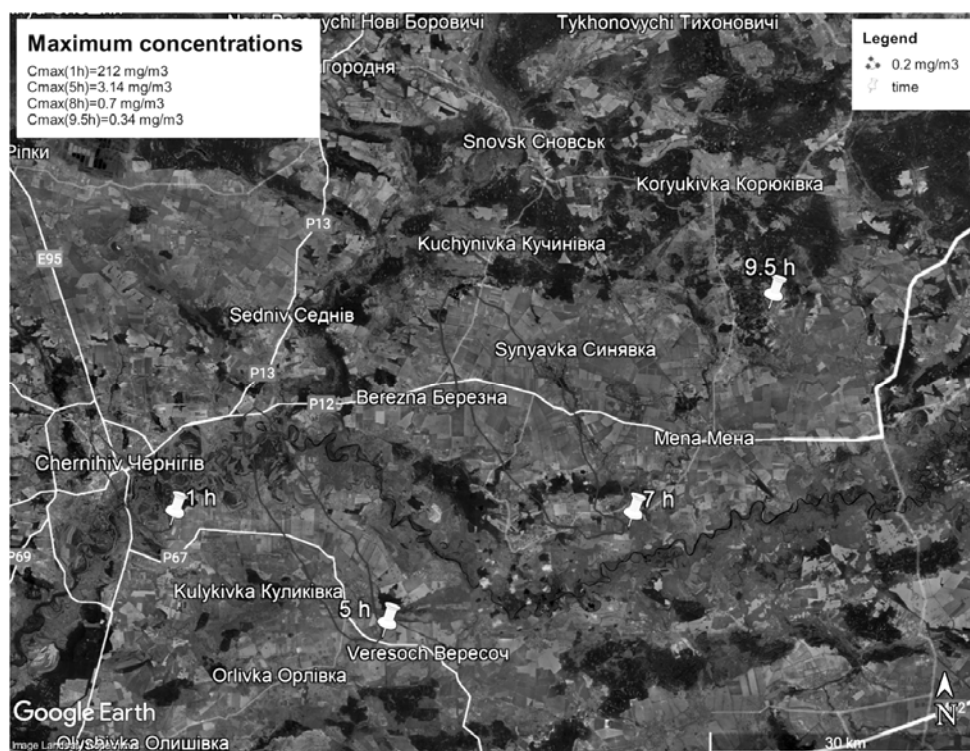 Тykhonovychi Тихоновичі
Maximum concentrations
Cmax(1h)=212 mg/m3
Cmax(5h)=3.14 mg/m3
Cmax(8h)=0.7 mg/m3
Cmax(9.5h)=0.34 mg/m3
Legend
0.2 mg/m3
time
Нові Боровичі
Городня
Snovsk Сновськ
Ріпки
Koryukivka Корюківка
P13
Kuchynivka Кучинівка
E95
9.5 h
Sedniv Седнів
Synyavka Синявка
P13
Berezna Березна
P12
Mena Мена
Chernihiv Чернігів
1 h
7 h
P69
P67
Kulykivka Куликівка
5 h
Veresoch Вересоч
Orlivka Орлівка
N
Google Earth
Olyshivka Олишівка
30 km